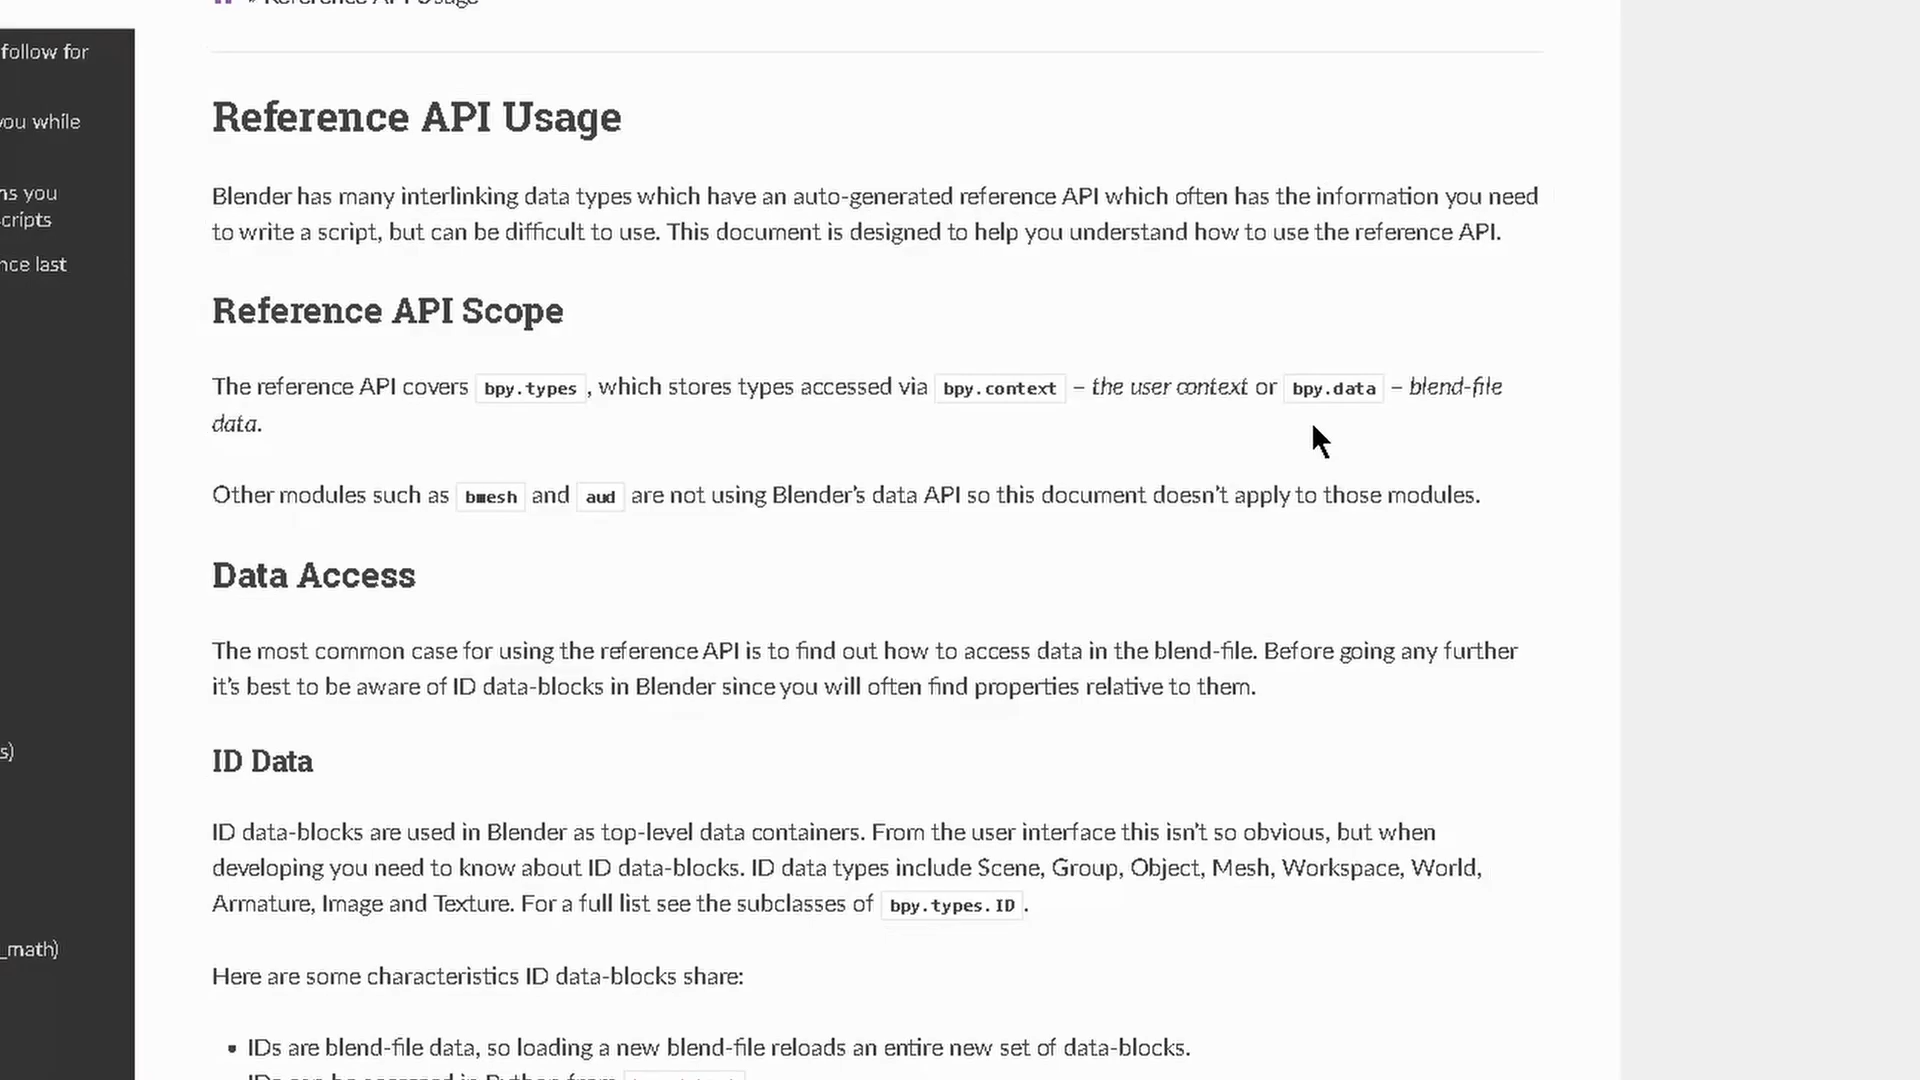 » Reference API Usage
follow for
you while
ns you
scripts
nce last
s)
_math)
Reference API Usage
Blender has many interlinking data types which have an auto-generated reference API which often has the information you need
to write a script, but can be difficult to use. This document is designed to help you understand how to use the reference API.
Reference API Scope
The reference API covers bpy.types, which stores types accessed via bpy.context – the user context or bpy.data – blend-file
data.
Other modules such as bmesh and aud are not using Blender’s data API so this document doesn’t apply to those modules.
Data Access
The most common case for using the reference API is to find out how to access data in the blend-file. Before going any further
it’s best to be aware of ID data-blocks in Blender since you will often find properties relative to them.
ID Data
ID data-blocks are used in Blender as top-level data containers. From the user interface this isn’t so obvious, but when
developing you need to know about ID data-blocks. ID data types include Scene, Group, Object, Mesh, Workspace, World,
Armature, Image and Texture. For a full list see the subclasses of bpy.types.ID.
Here are some characteristics ID data-blocks share:
• IDs are blend-file data, so loading a new blend-file reloads an entire new set of data-blocks.
IDs can be accessed in Python from